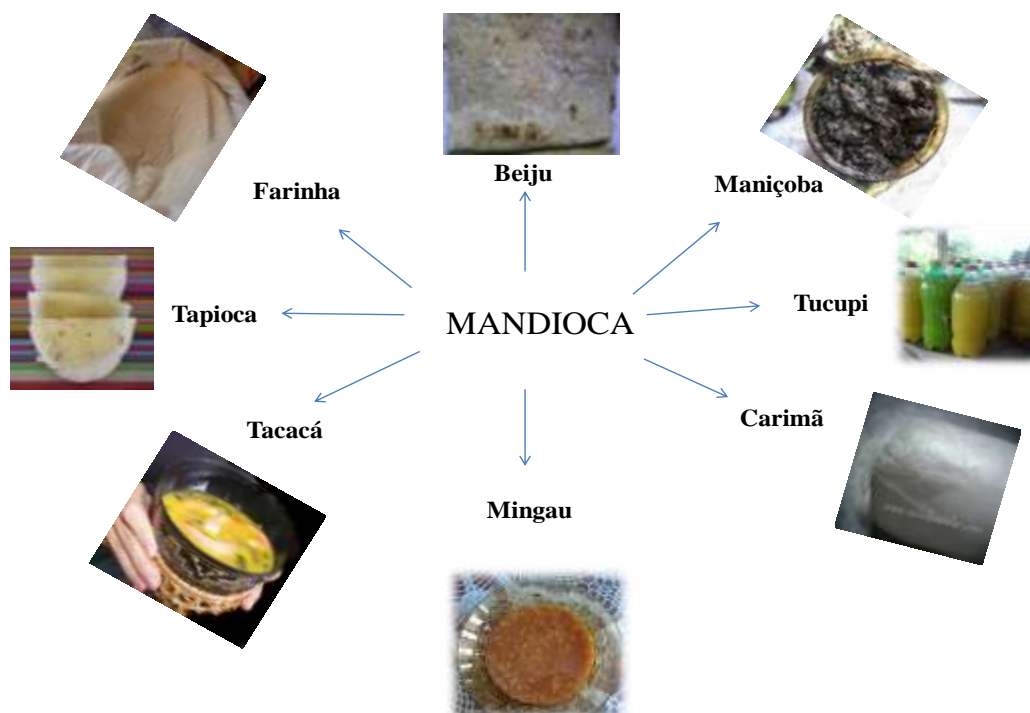 Beiju
Maniçoba
Farinha
Tucupi
Tapioca
MANDIOCA
Carimã
Tacacá
Mingau